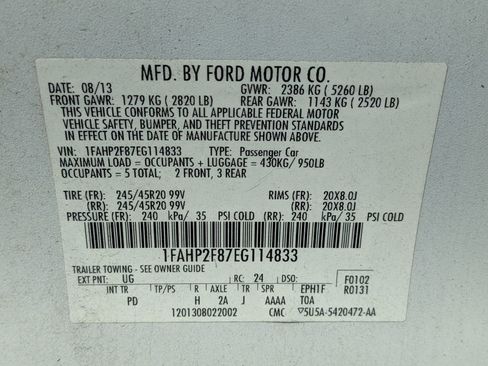 MFD. BY FORD MOTOR CO.
DATE: 08/13 GVWR: 2386 KG ( 5260 LB)
FRONT GAWR: 1279 KG ( 2820 LB) REAR GAWR: 1143 KG ( 2520 LB)
THIS VEHICLE CONFORMS TO ALL APPLICABLE FEDERAL MOTOR
VEHICLE SAFETY, BUMPER, AND THEFT PREVENTION STANDARDS
IN EFFECT ON THE DATE OF MANUFACTURE SHOWN ABOVE.
VIN: 1FAHP2F87EG114833 TYPE: Passenger Car
MAXIMUM LOAD = OCCUPANTS + LUGGAGE = 430KG/ 950LB
OCCUPANTS = 5 TOTAL; 2 FRONT, 3 REAR
TIRE (FR): 245/45R20 99V RIMS (FR): 20X8.0J
(RR): 245/45R20 99V (RR): 20X8.0J
PRESSURE (FR): 240 kPa/ 35 PSI COLD (RR): 240 kPa/ 35 PSI COLD
1FAHP2F87EG114833
TRAILER TOWING - SEE OWNER GUIDE
EXT PNT: UG RC: 24 DSO: F0102
INT TR TP/PS R AXLE TR SPR EPH1F R0131
PD H 2A J AAAA TOA
1201308022002 CMC ▽5U5A-5420472-AA